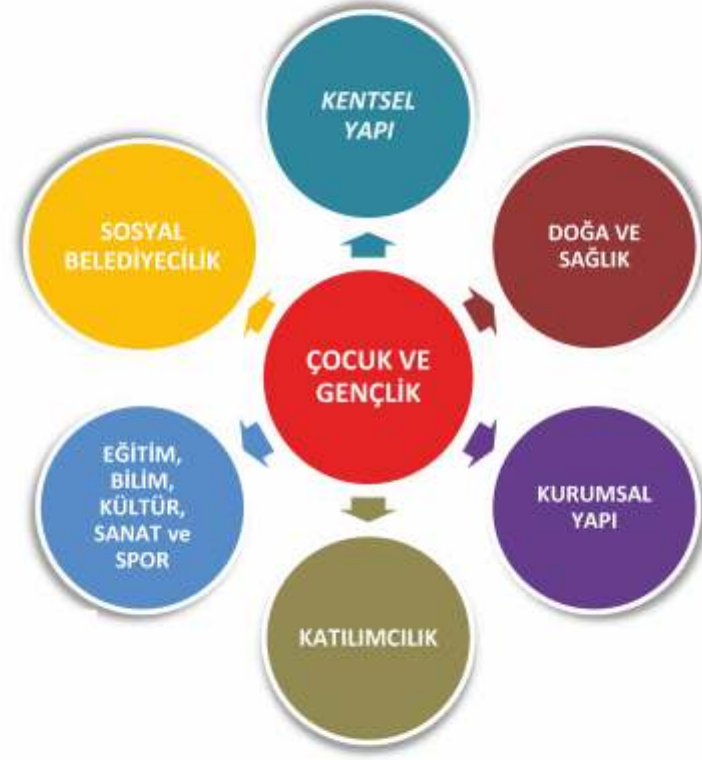 KENTSEL
YAPI
SOSYAL
BELEDİYECİLİK
DOĞA VE
SAĞLIK
ÇOCUK VE
GENÇLİK
EĞİTİM,
BİLİM,
KÜLTÜR,
SANAT ve
SPOR
KURUMSAL
YAPI
KATILIMCILIK